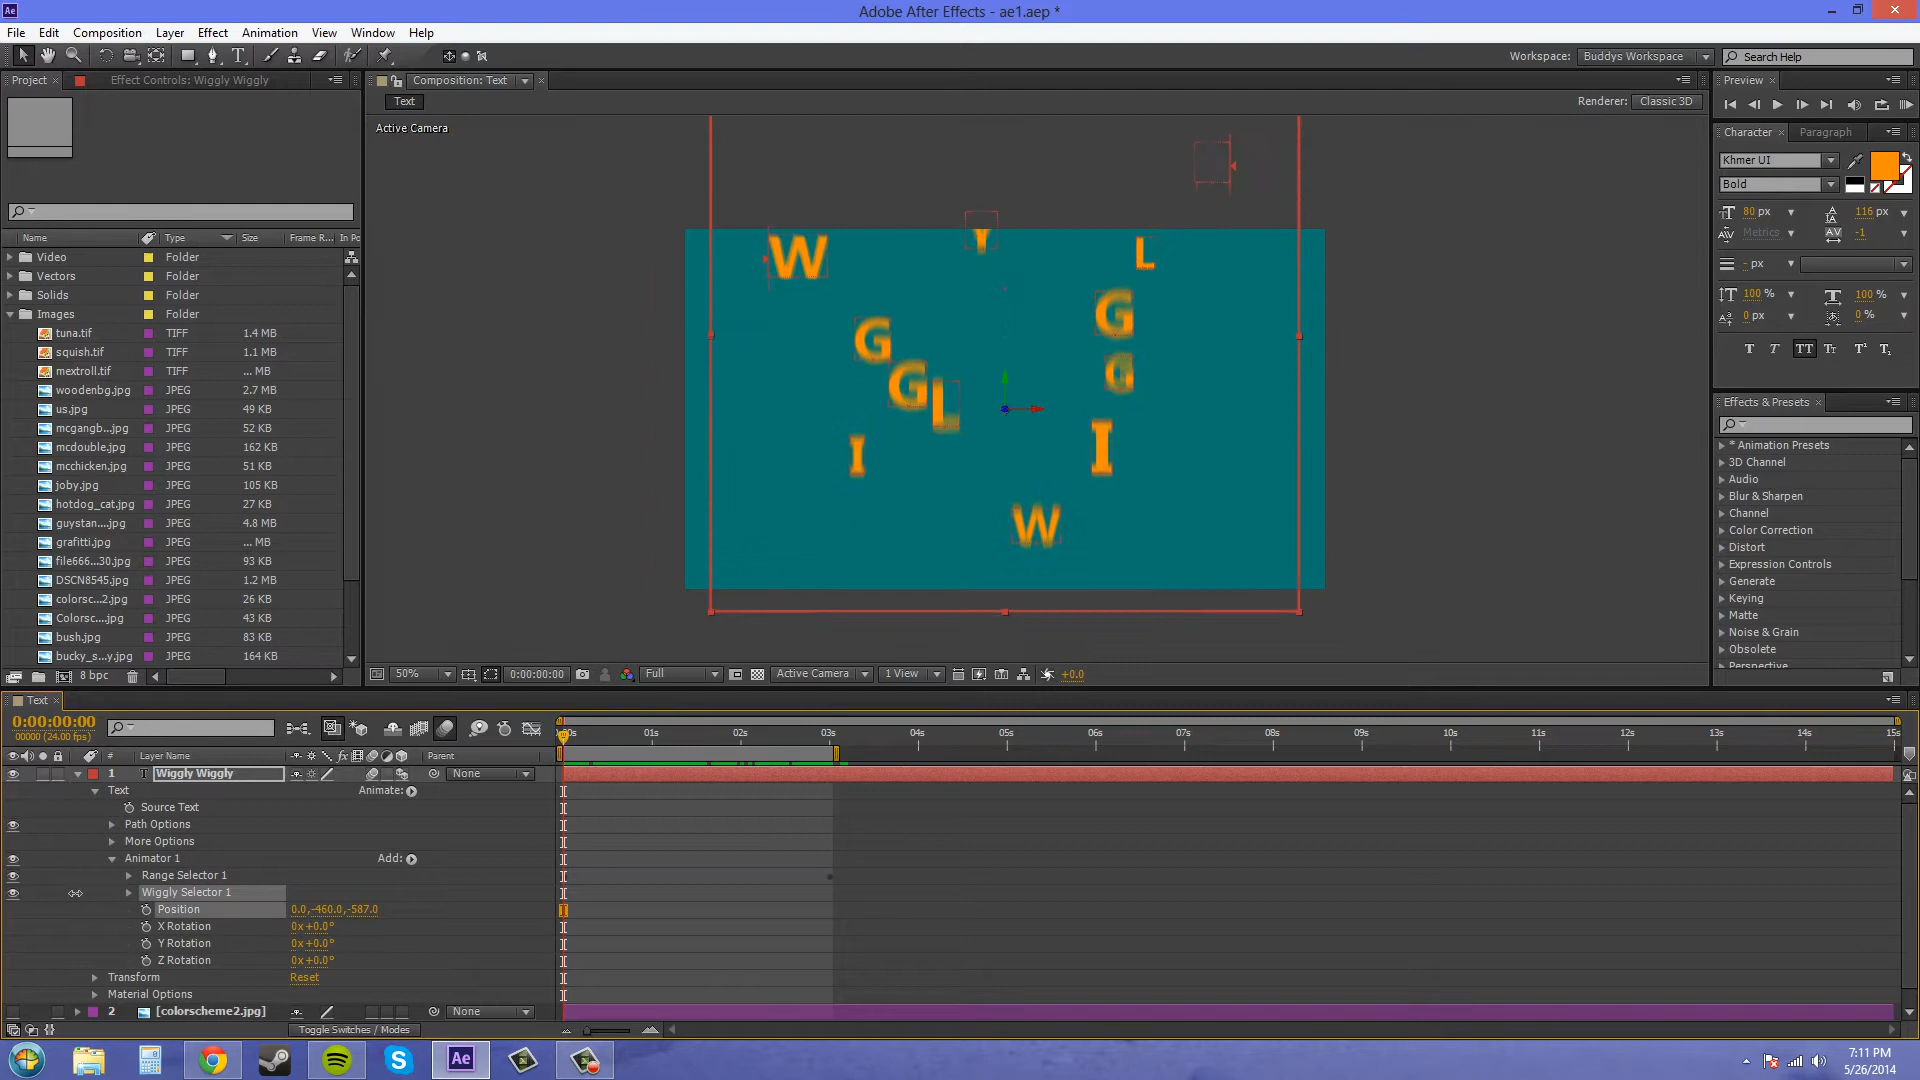 Adobe After Effects - ae1.aep *
File Edit Composition Layer Effect Animation View Window Help
Workspace: Buddys Workspace Search Help
Project Effect Controls: Wiggly Wiggly
Composition: Text
Preview
Text
Renderer: Classic 3D
Active Camera
Character Paragraph
Khmer UI
Bold
80 px 116 px
Metrics -1
- px
100 % 100 %
0 px 0 %
T T TT Tr T¹ T₁
Name Type Size Frame R... In Po
Video Folder
Vectors Folder
Solids Folder
Images Folder
tuna.tif TIFF 1.4 MB
squish.tif TIFF 1.1 MB
mextroll.tif TIFF ... MB
woodenbg.jpg JPEG 2.7 MB
us.jpg JPEG 49 KB
mcgangb...jpg JPEG 52 KB
mcdouble.jpg JPEG 162 KB
mcchicken.jpg JPEG 51 KB
joby.jpg JPEG 105 KB
hotdog_cat.jpg JPEG 27 KB
guystan....jpg JPEG 4.8 MB
grafitti.jpg JPEG ... MB
file666...30.jpg JPEG 93 KB
DSCN8545.jpg JPEG 1.2 MB
colorsc...2.jpg JPEG 26 KB
Colorsc....jpg JPEG 43 KB
bush.jpg JPEG 83 KB
bucky_s...y.jpg JPEG 164 KB
8 bpc
W Y L
G
G
G
G L
I
I
W
Effects & Presets
* Animation Presets
3D Channel
Audio
Blur & Sharpen
Channel
Color Correction
Distort
Expression Controls
Generate
Keying
Matte
Noise & Grain
Obsolete
Perspective
50% 0:00:00:00 Full Active Camera 1 View +0.0
Text
0:00:00:00
00000 (24.00 fps)
01s 02s 03s 04s 05s 06s 07s 08s 09s 10s 11s 12s 13s 14s 15s
# Layer Name Parent
1 T Wiggly Wiggly None
Text Animate:
Source Text
Path Options
More Options
Animator 1 Add:
Range Selector 1
Wiggly Selector 1
Position 0.0,-460.0,-587.0
X Rotation 0x+0.0°
Y Rotation 0x+0.0°
Z Rotation 0x+0.0°
Transform Reset
Material Options
2 [colorscheme2.jpg] None
Toggle Switches / Modes
Ae
7:11 PM
5/26/2014